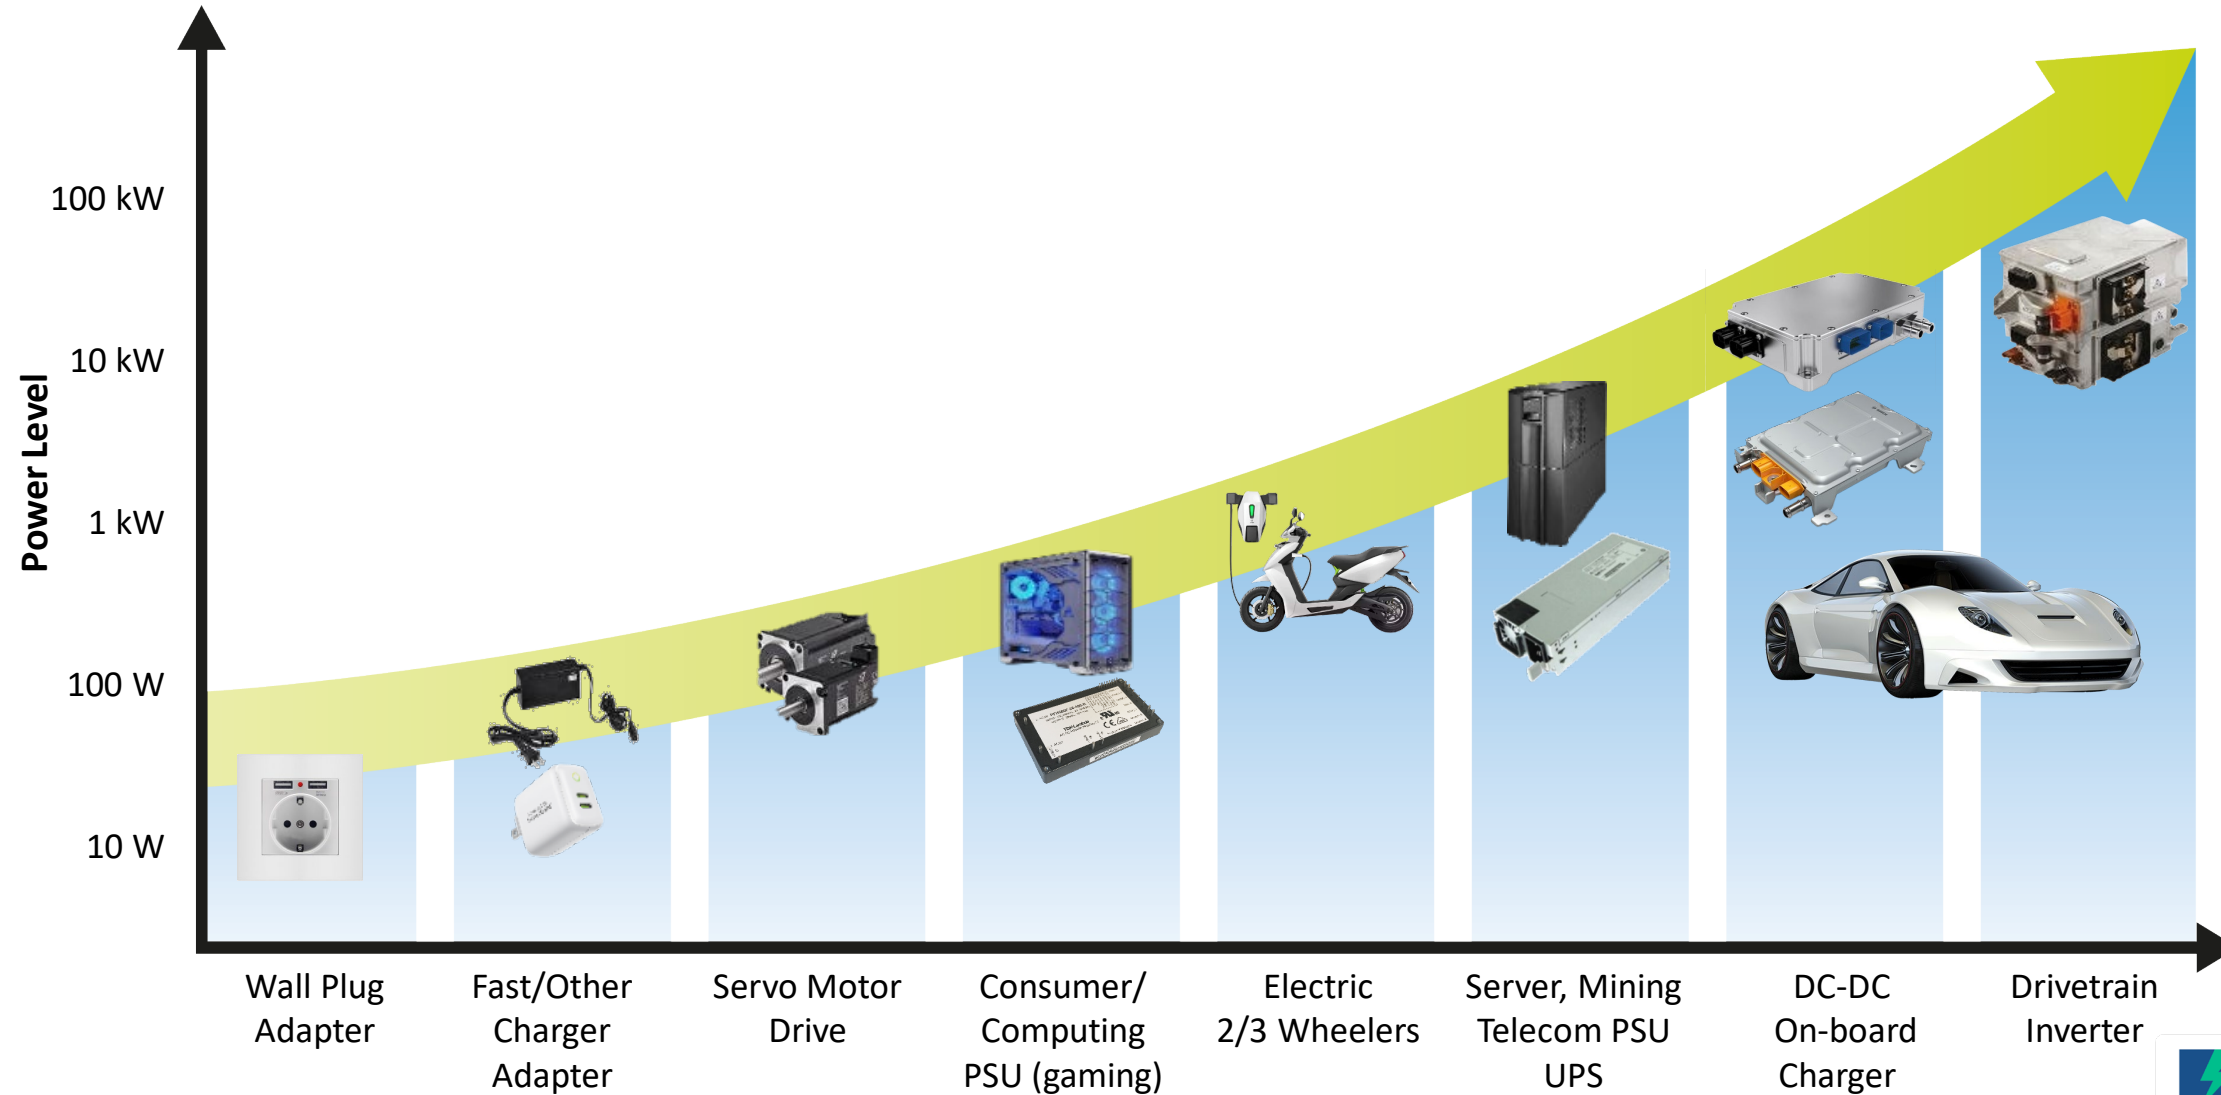 100 kW
10 kW
1 kW
100 W
10 W
Power Level
Wall Plug
Adapter
Fast/Other
Charger
Adapter
Servo Motor
Drive
Consumer/
Computing
PSU (gaming)
Electric
2/3 Wheelers
Server, Mining
Telecom PSU
UPS
DC-DC
On-board
Charger
Drivetrain
Inverter